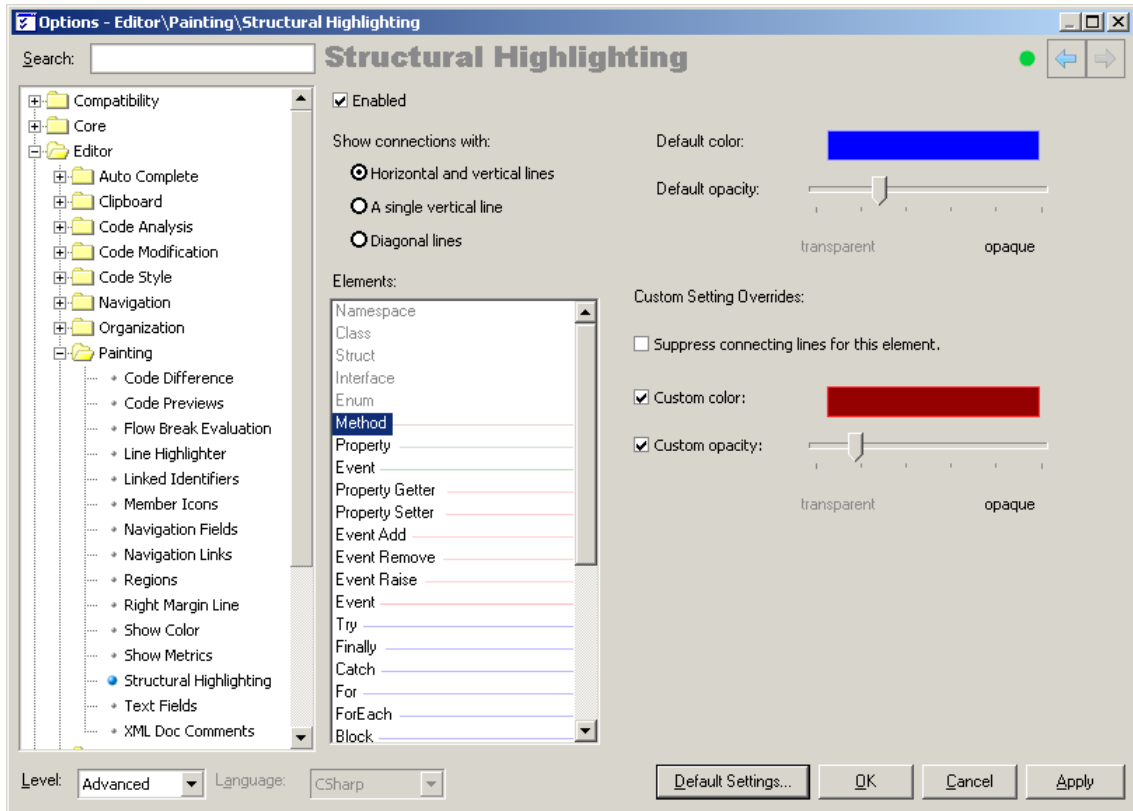 Options - Editor\Painting\Structural Highlighting
Search:
Structural Highlighting
Compatibility
Core
Editor
Auto Complete
Clipboard
Code Analysis
Code Modification
Code Style
Navigation
Organization
Painting
Code Difference
Code Previews
Flow Break Evaluation
Line Highlighter
Linked Identifiers
Member Icons
Navigation Fields
Navigation Links
Regions
Right Margin Line
Show Color
Show Metrics
Structural Highlighting
Text Fields
XML Doc Comments
Enabled
Show connections with:
Horizontal and vertical lines
A single vertical line
Diagonal lines
Default color:
Default opacity:
transparent opaque
Elements:
Namespace
Class
Struct
Interface
Enum
Method
Property
Event
Property Getter
Property Setter
Event Add
Event Remove
Event Raise
Event
Try
Finally
Catch
For
ForEach
Block
Custom Setting Overrides:
Suppress connecting lines for this element.
Custom color:
Custom opacity:
transparent opaque
Level: Advanced Language: CSharp
Default Settings... OK Cancel Apply